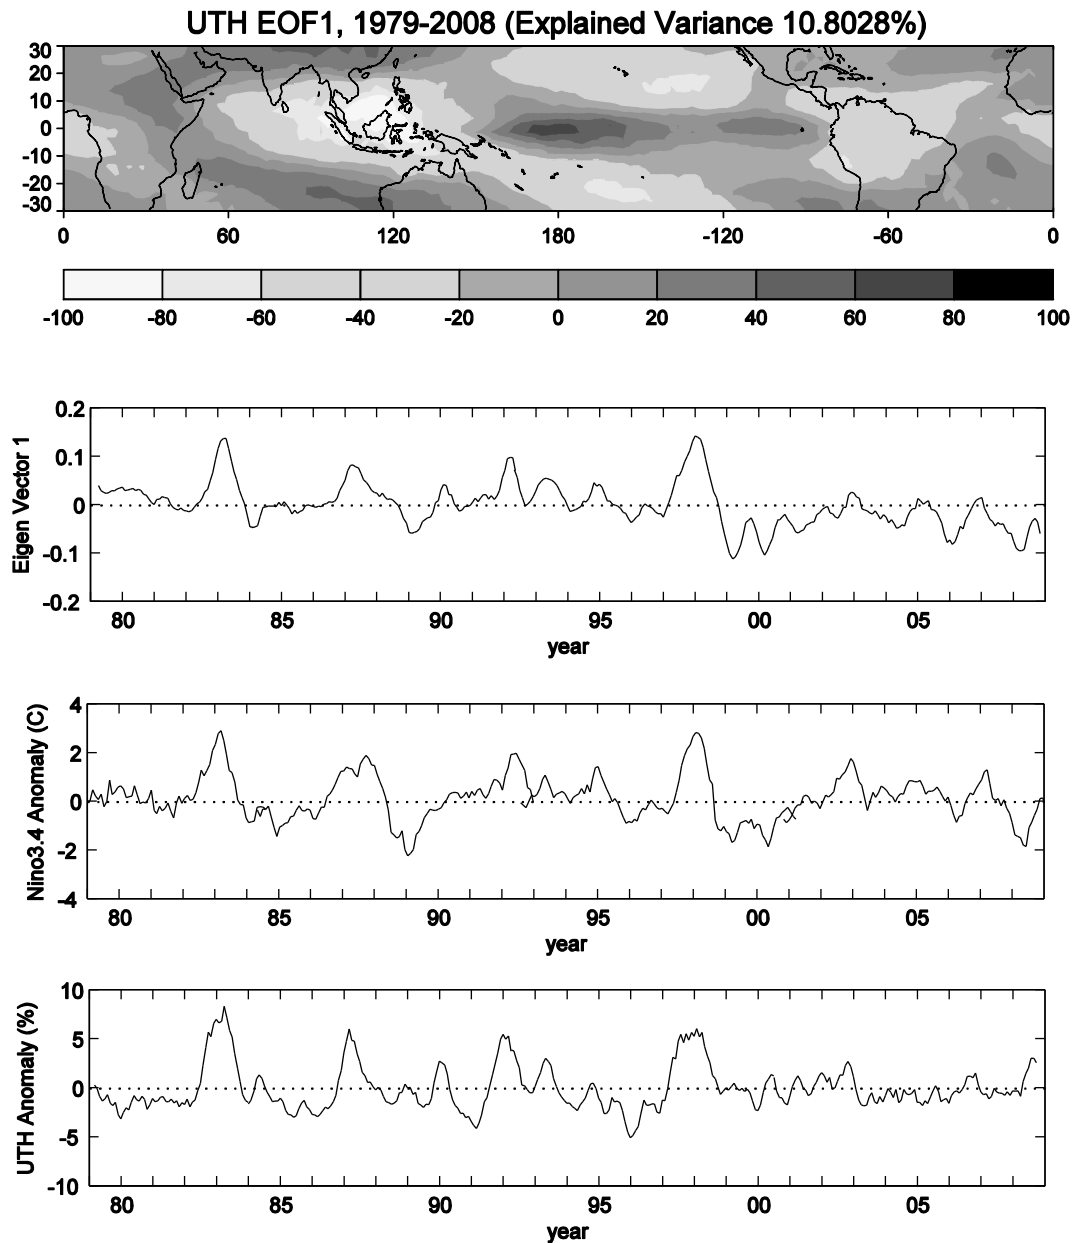 UTH EOF1, 1979-2008 (Explained Variance 10.8028%)
30
20
10
0
-10
-20
-30
0 60 120 180 -120 -60 0
-100 -80 -60 -40 -20 0 20 40 60 80 100
Eigen Vector 1
0.2
0.1
0
-0.1
-0.2
80 85 90 95 00 05
year
Nino3.4 Anomaly (C)
4
2
0
-2
-4
80 85 90 95 00 05
year
UTH Anomaly (%)
10
5
0
-5
-10
80 85 90 95 00 05
year